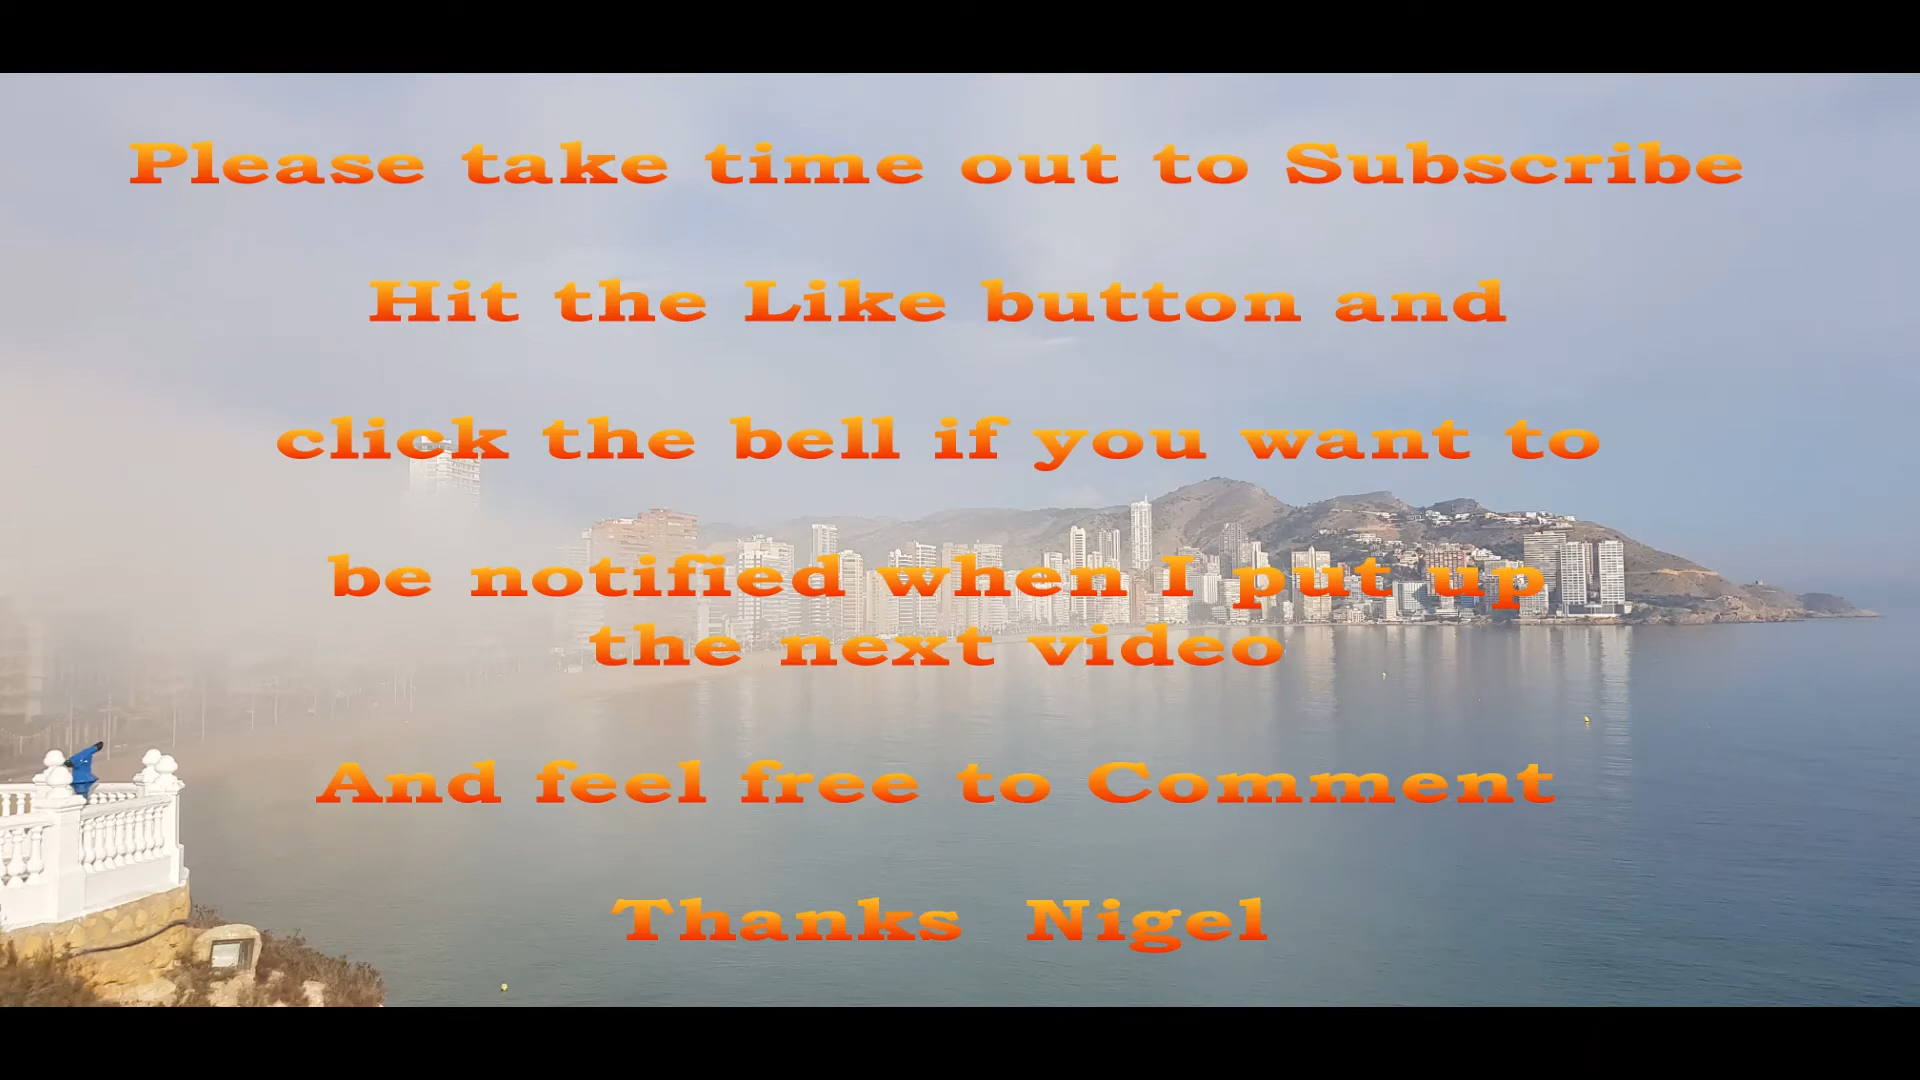 Please take time out to Subscribe
Hit the Like button and
click the bell if you want to
be notified when I put up
the next video
And feel free to Comment
Thanks  Nigel